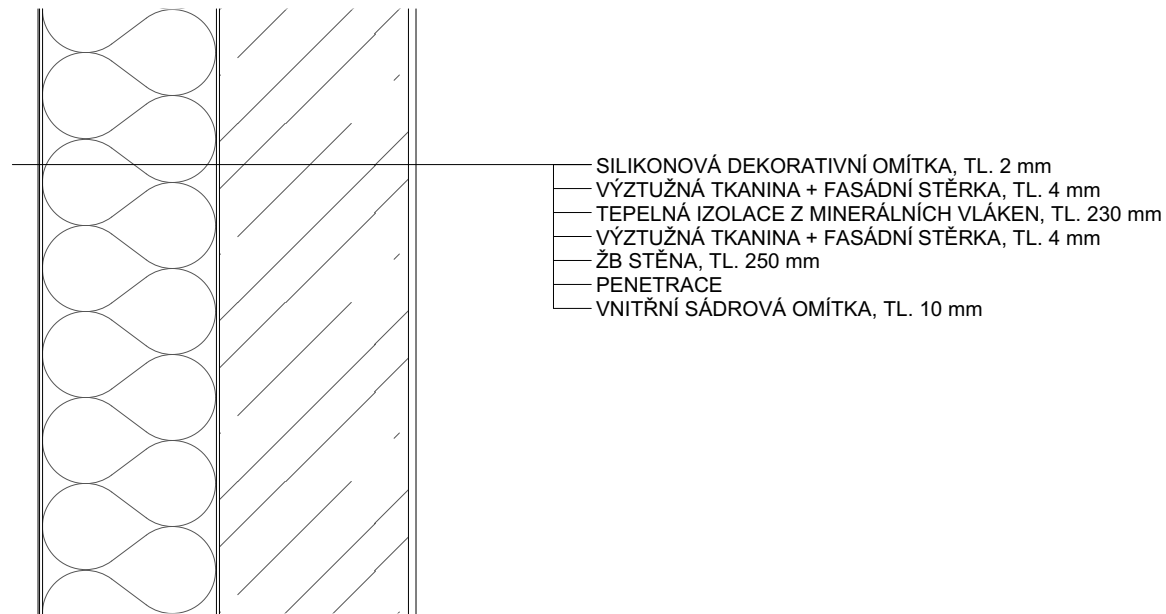 SILIKONOVÁ DEKORATIVNÍ OMÍTKA, TL. 2 mm
VÝZTUŽNÁ TKANINA + FASÁDNÍ STĚRKA, TL. 4 mm
TEPELNÁ IZOLACE Z MINERÁLNÍCH VLÁKEN, TL. 230 mm
VÝZTUŽNÁ TKANINA + FASÁDNÍ STĚRKA, TL. 4 mm
ŽB STĚNA, TL. 250 mm
PENETRACE
VNITŘNÍ SÁDROVÁ OMÍTKA, TL. 10 mm